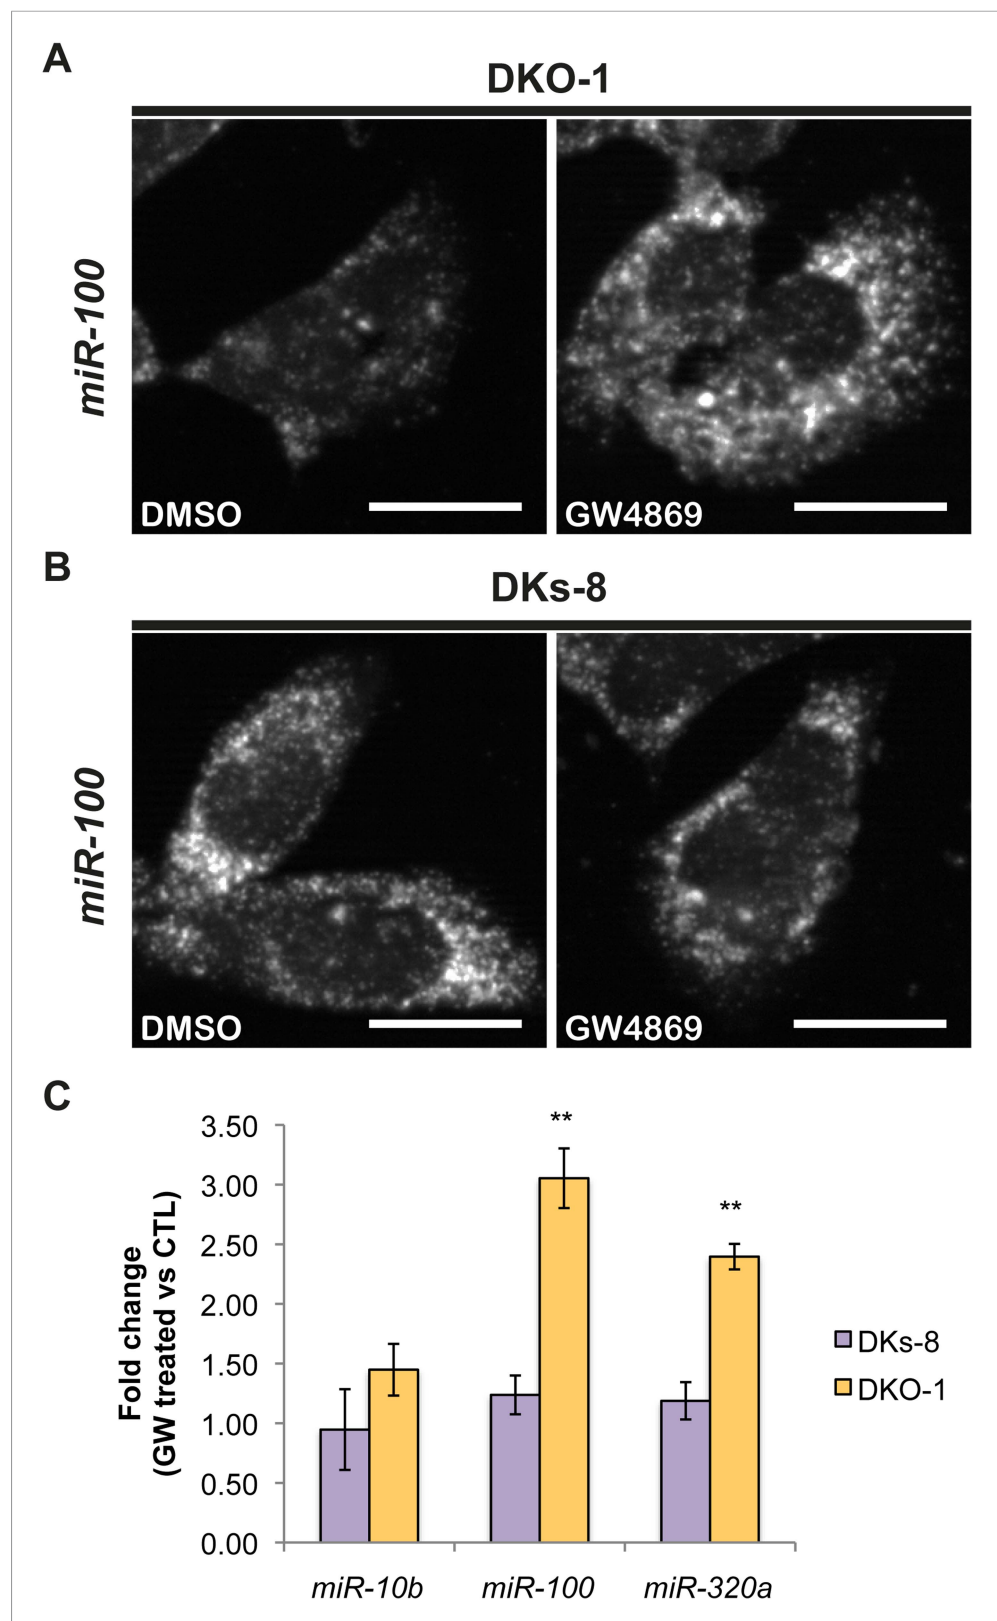 A
DKO-1
miR-100
DMSO
GW4869
B
DKs-8
miR-100
DMSO
GW4869
C
**
**
3.50
3.00
2.50
2.00
1.50
1.00
0.50
0.00
Fold change
(GW treated vs CTL)
DKs-8
DKO-1
miR-10b
miR-100
miR-320a